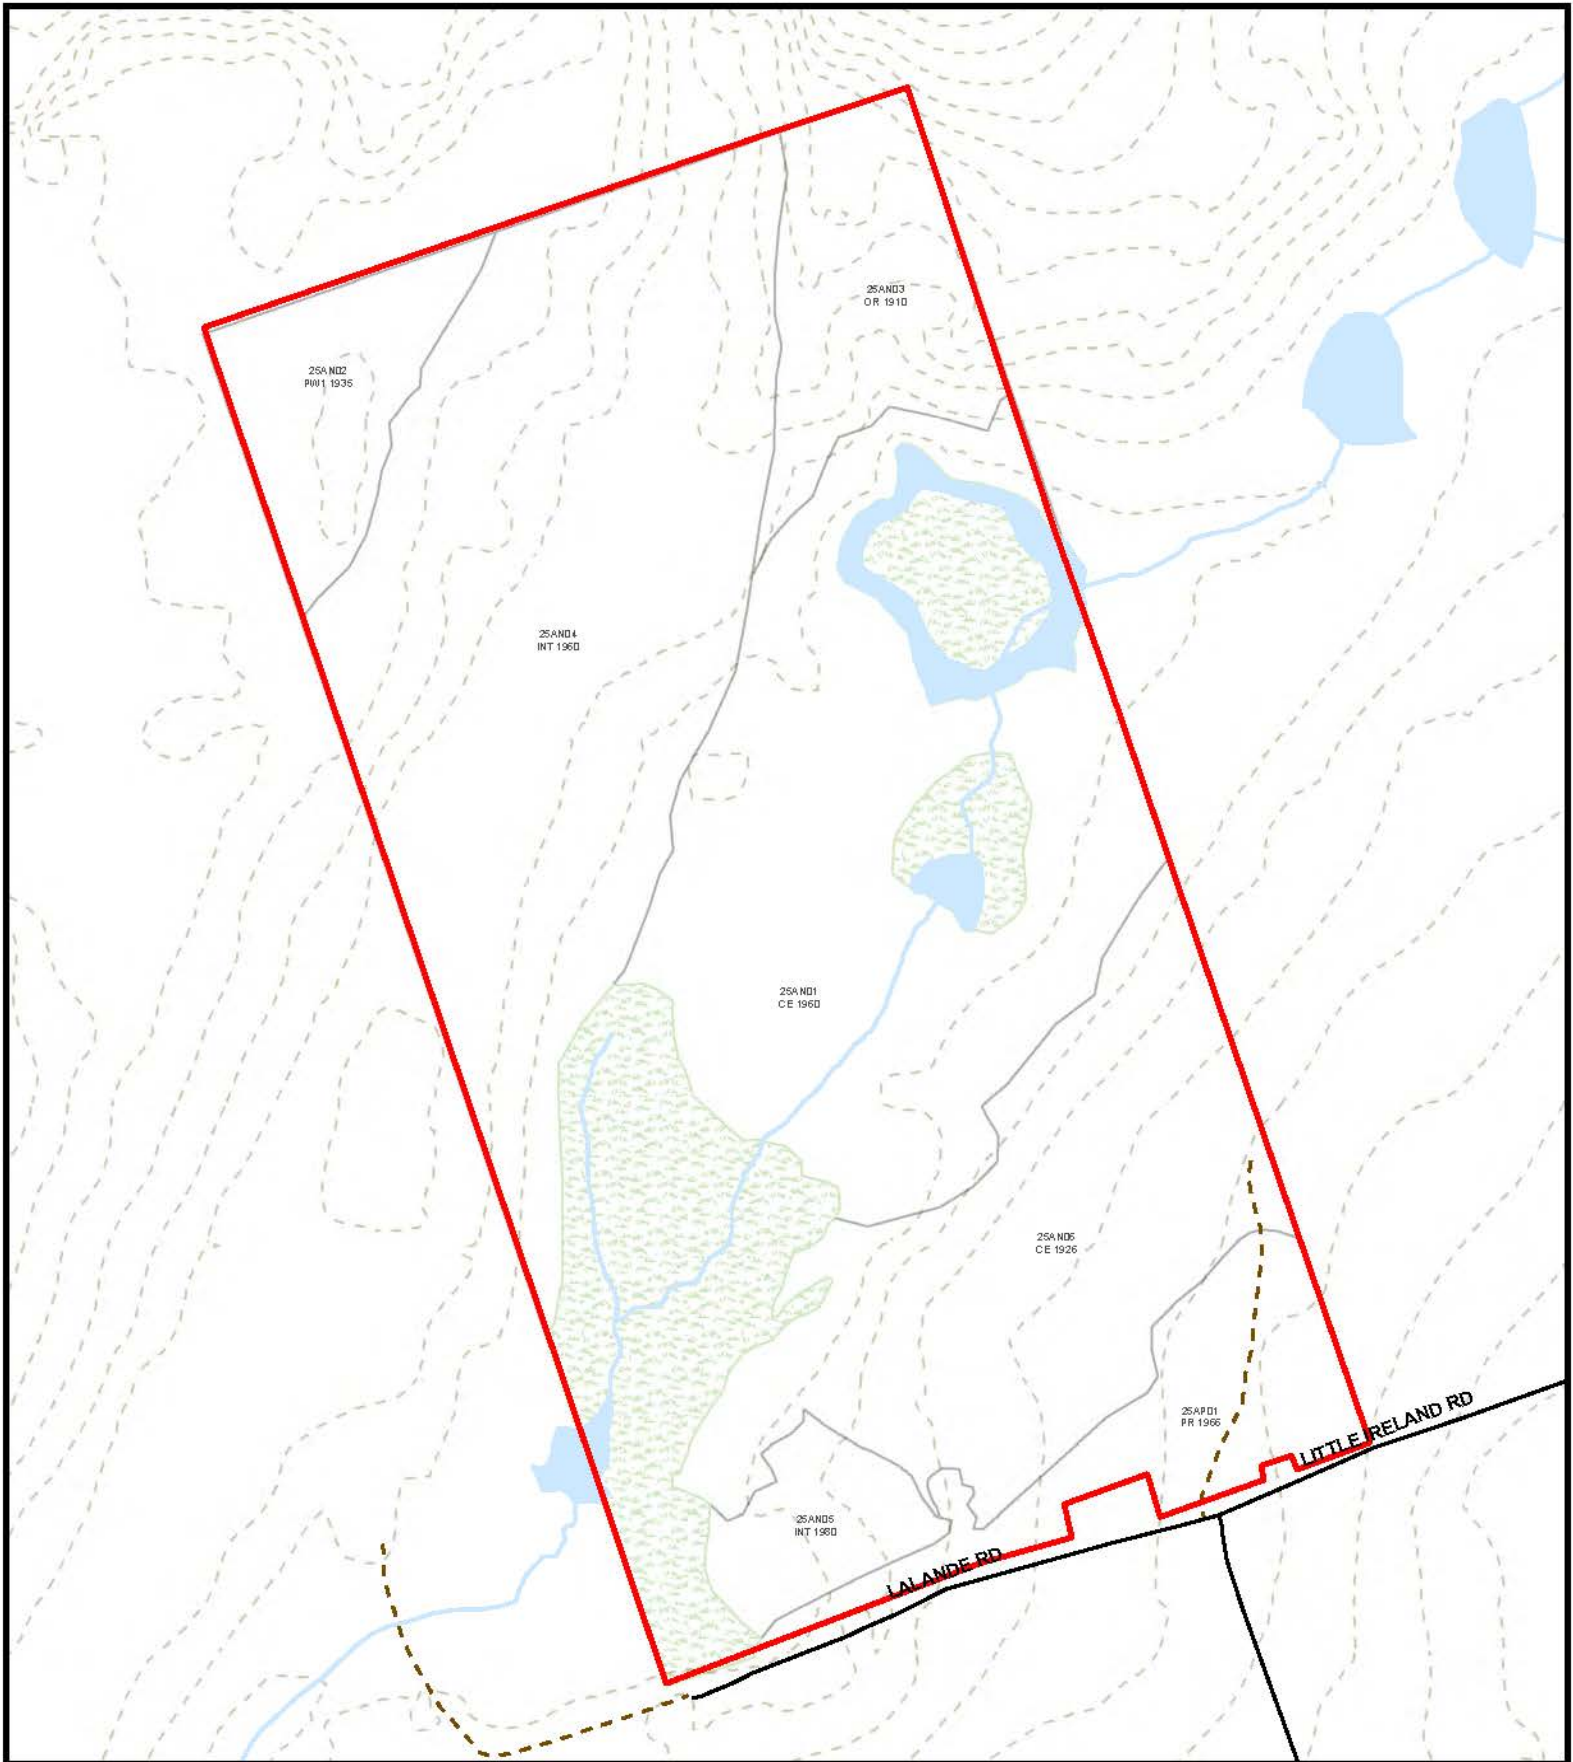 25AN03
OR 1910
25AN02
PW1 1935
25AN04
INT 1960
25AN01
CE 1960
25AN06
CE 1926
25AP01
PR 1966
LITTLE IRELAND RD
25AN05
INT 1980
LALANDE RD